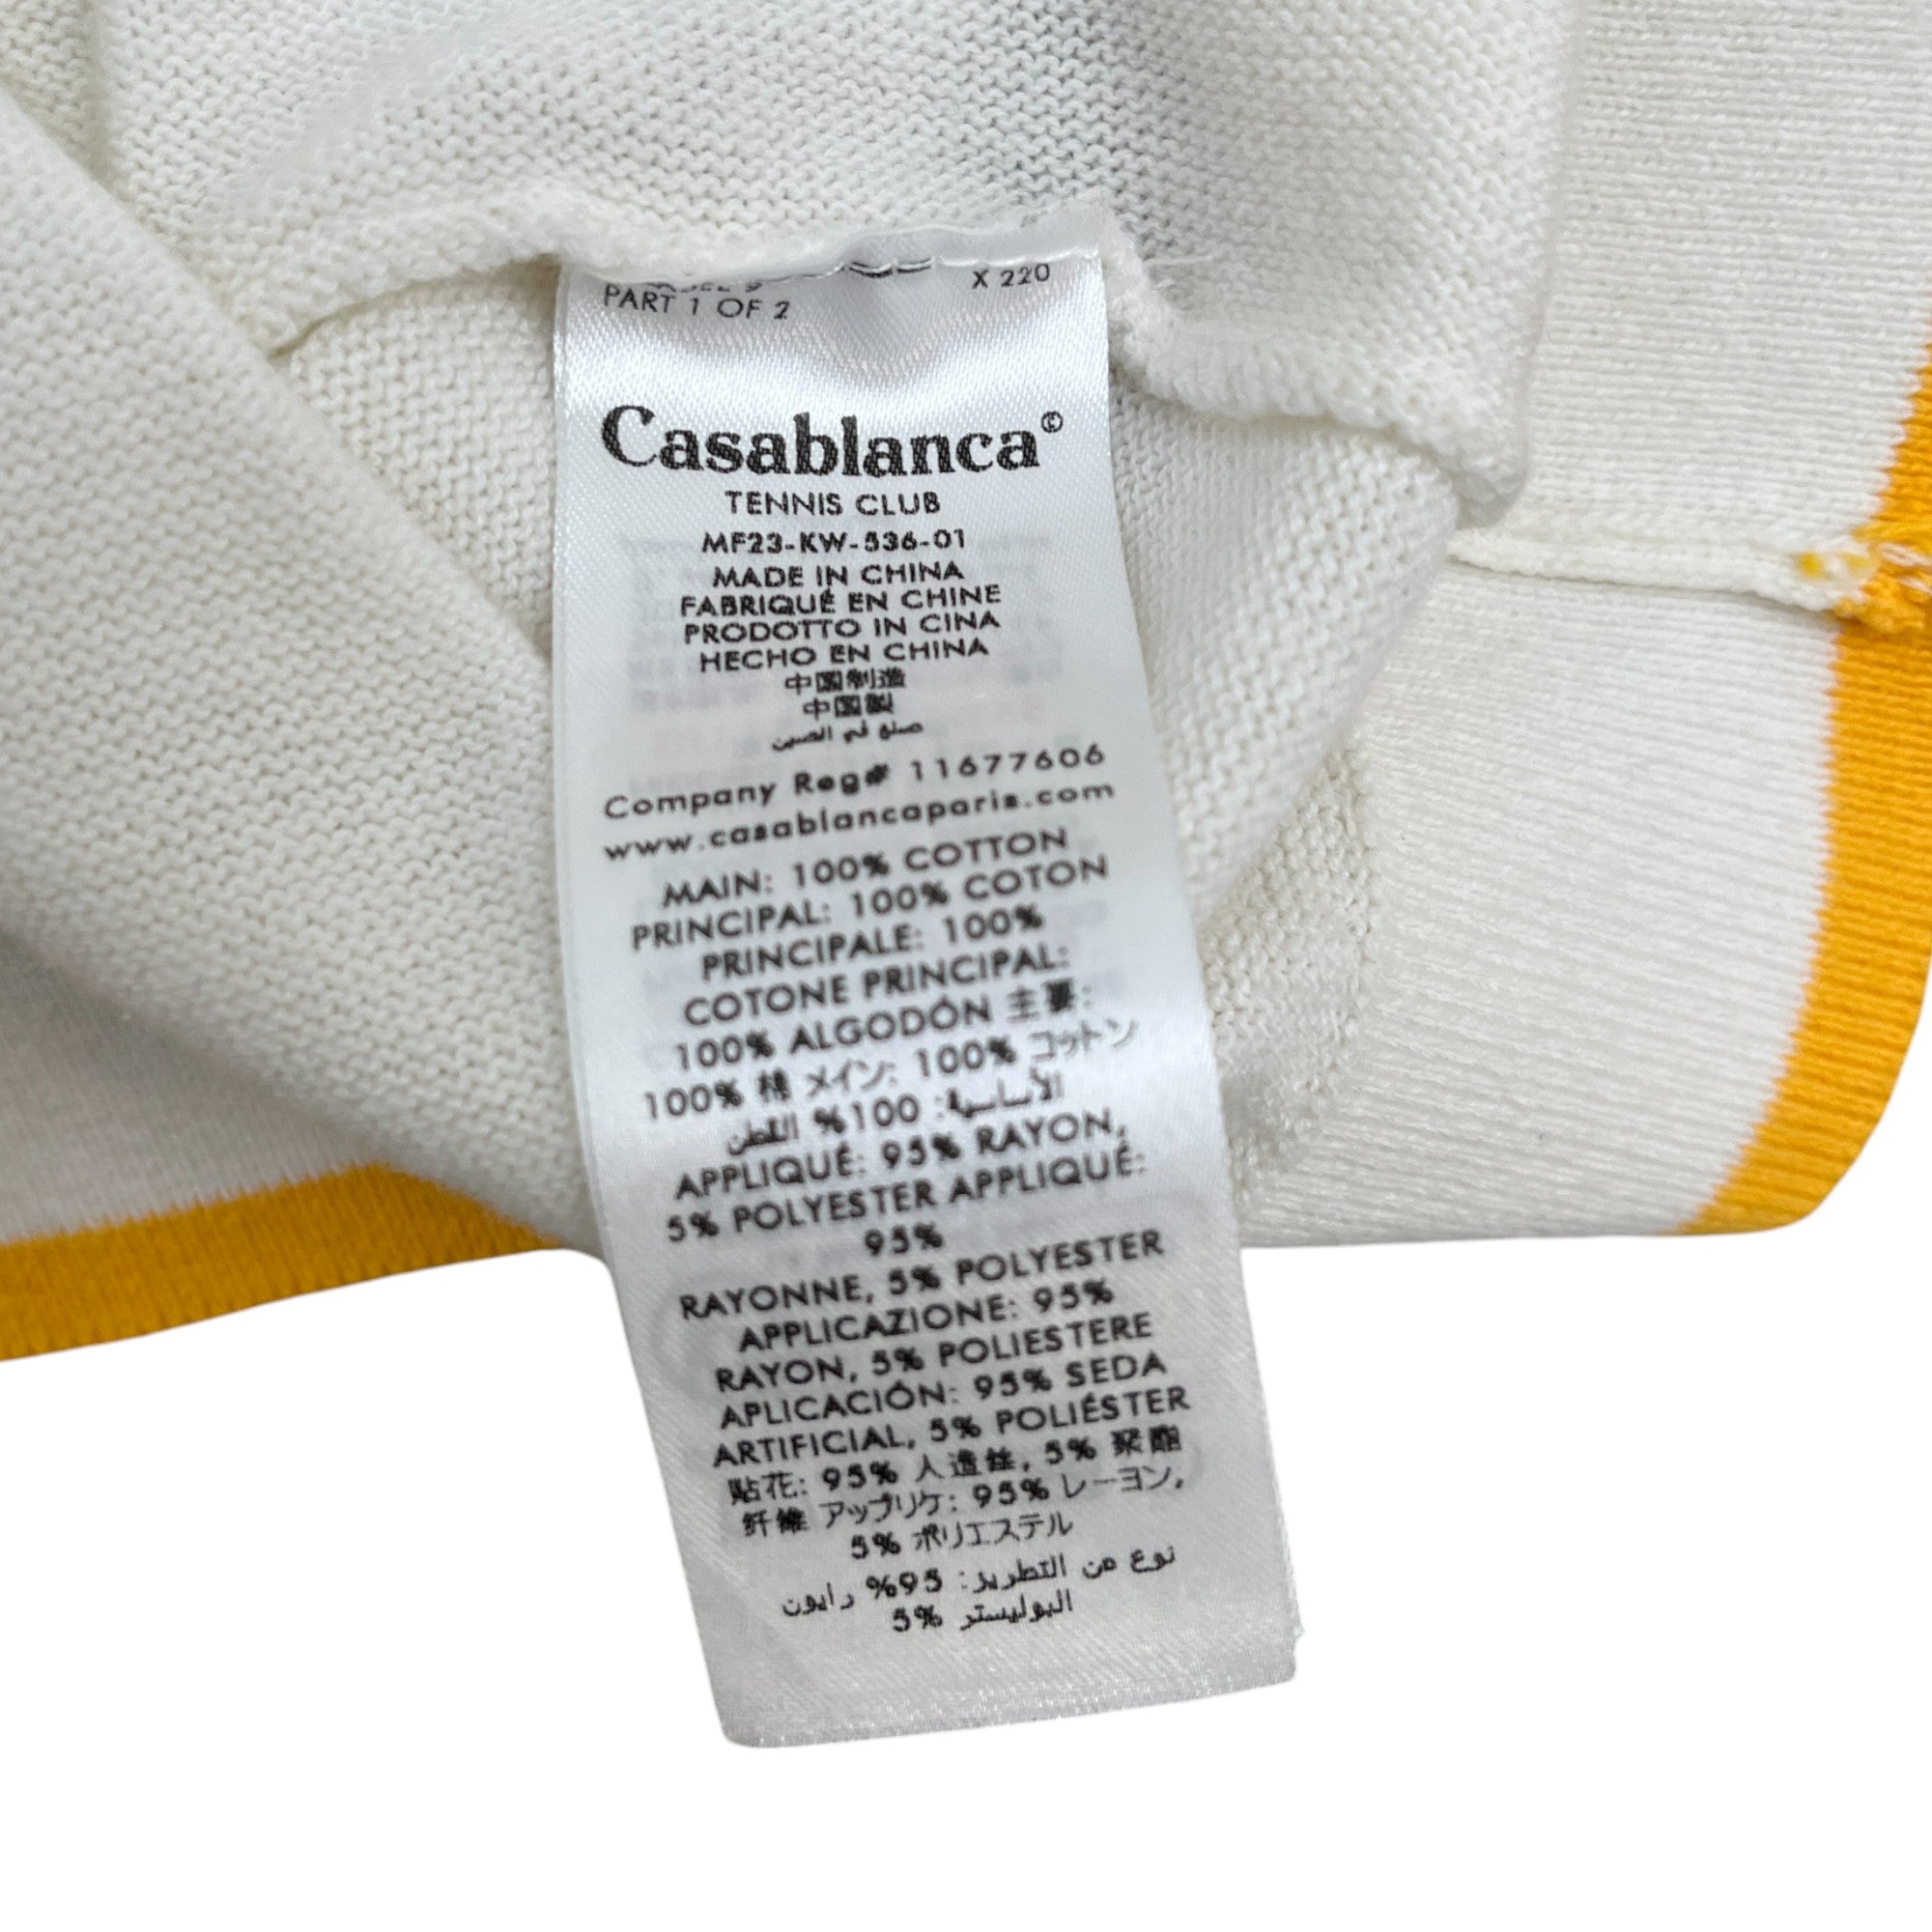 X 220
PART 1 OF 2
Casablanca®
TENNIS CLUB
MF23-KW-536-01
MADE IN CHINA
FABRIQUÉ EN CHINE
PRODOTTO IN CINA
HECHO EN CHINA
中国制造
中国製
صنع في الصين
Company Reg# 11677606
www.casablancaparis.com
MAIN: 100% COTTON
PRINCIPAL: 100% COTON
PRINCIPALE: 100%
COTONE PRINCIPAL:
100% ALGODÓN 主要:
100% 棉 メイン: 100% コットン
الأساسية: 100% القطن
APPLIQUÉ: 95% RAYON,
5% POLYESTER APPLIQUÉ:
95%
RAYONNE, 5% POLYESTER
APPLICAZIONE: 95%
RAYON, 5% POLIESTERE
APLICACIÓN: 95% SEDA
ARTIFICIAL, 5% POLIÉSTER
貼花: 95% 人造丝, 5% 聚酯
纤维 アップリケ: 95% レーヨン,
5% ポリエステル
نوع من التطريز: 95% رايون
البوليستر 5%